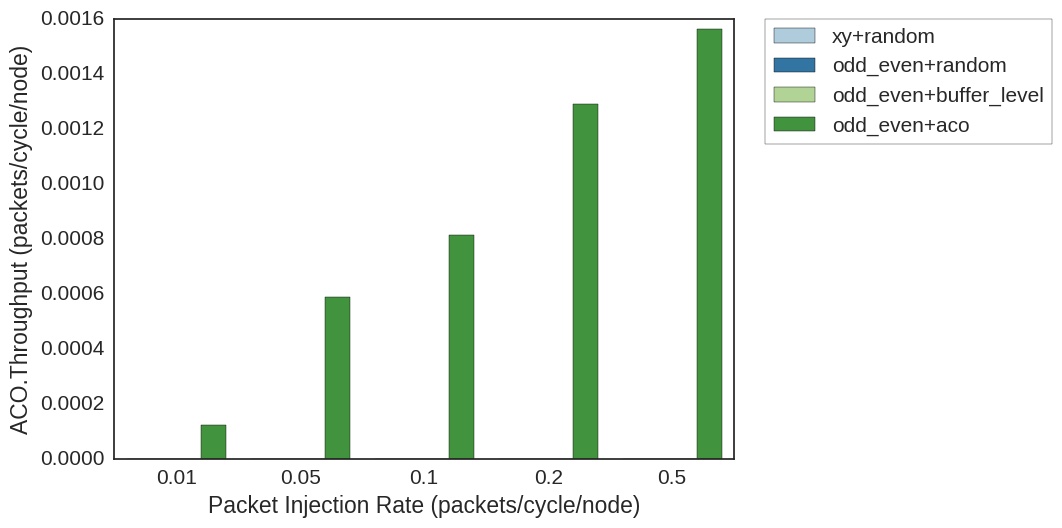 0.0016
0.0014
0.0012
0.0010
0.0008
0.0006
0.0004
0.0002
0.0000
ACO.Throughput (packets/cycle/node)
0.01 0.05 0.1 0.2 0.5
Packet Injection Rate (packets/cycle/node)
xy+random
odd_even+random
odd_even+buffer_level
odd_even+aco